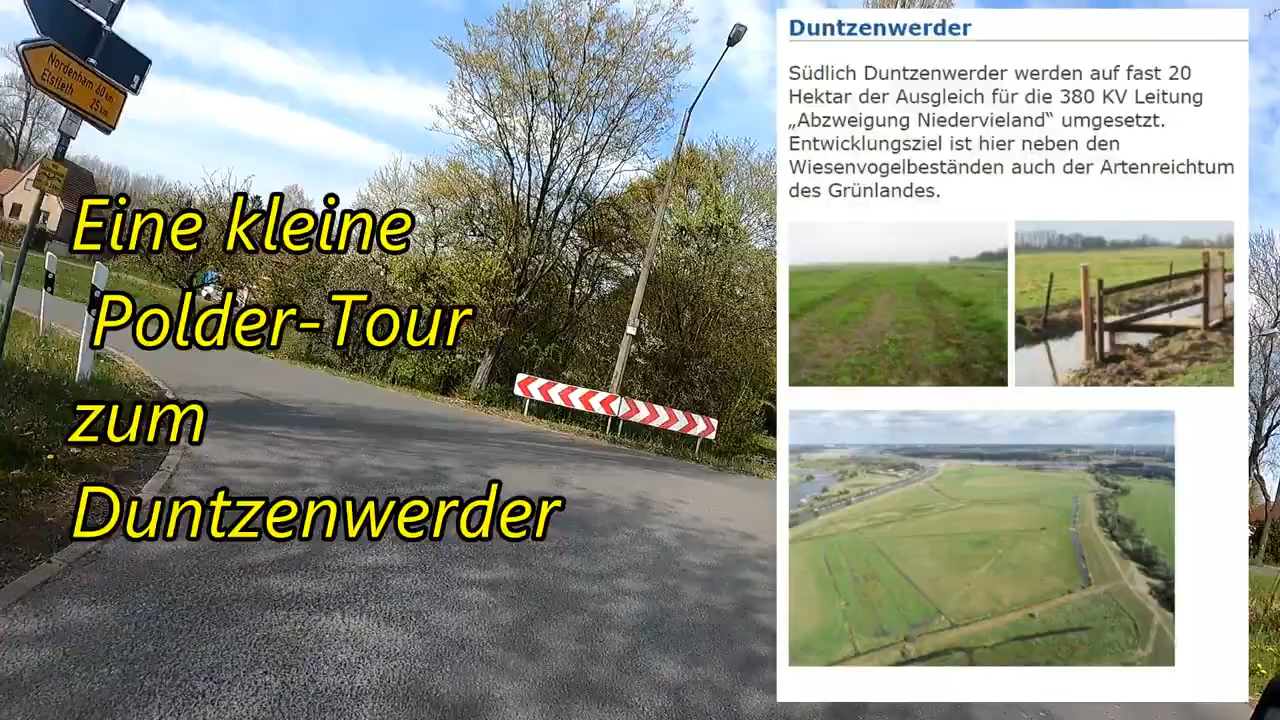 Nordenham 60 km
Elsfleth 25 km
Eine kleine
Polder-Tour
zum
Duntzenwerder
Duntzenwerder
Südlich Duntzenwerder werden auf fast 20
Hektar der Ausgleich für die 380 KV Leitung
„Abzweigung Niedervieland“ umgesetzt.
Entwicklungsziel ist hier neben den
Wiesenvogelbeständen auch der Artenreichtum
des Grünlandes.